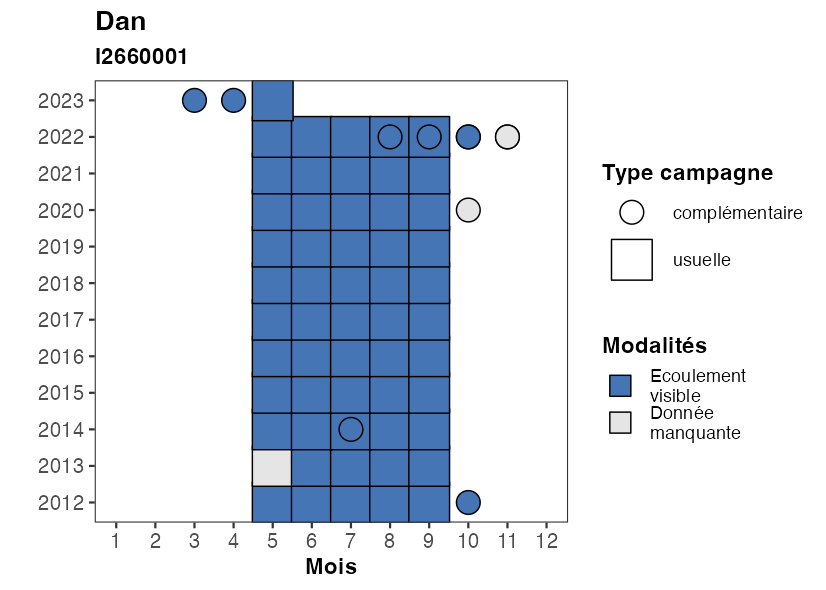 Dan
I2660001
2023
2022
2021
2020
2019
2018
2017
2016
2015
2014
2013
2012
1 2 3 4 5 6 7 8 9 10 11 12
Mois
Type campagne
complémentaire
usuelle
Modalités
Ecoulement
visible
Donnée
manquante